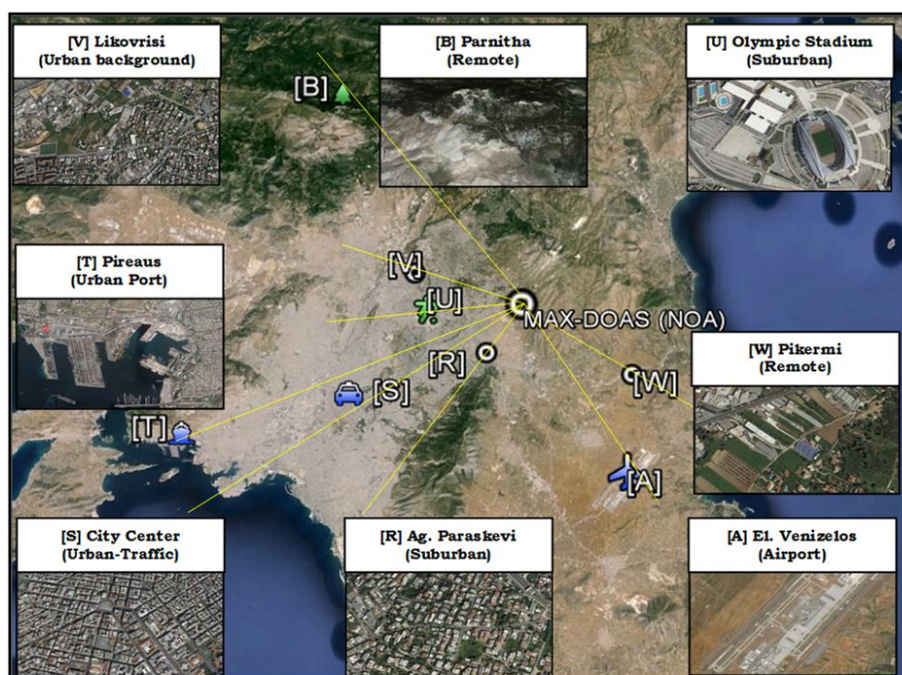 [V] Likovrisi
(Urban background)
[B] Parnitha
(Remote)
[U] Olympic Stadium
(Suburban)
[B]
[T] Pireaus
(Urban Port)
[V]
[U]
MAX-DOAS (NOA)
[R]
[W] Pikermi
(Remote)
[W]
[S]
[T]
[A]
[S] City Center
(Urban-Traffic)
[R] Ag. Paraskevi
(Suburban)
[A] El. Venizelos
(Airport)